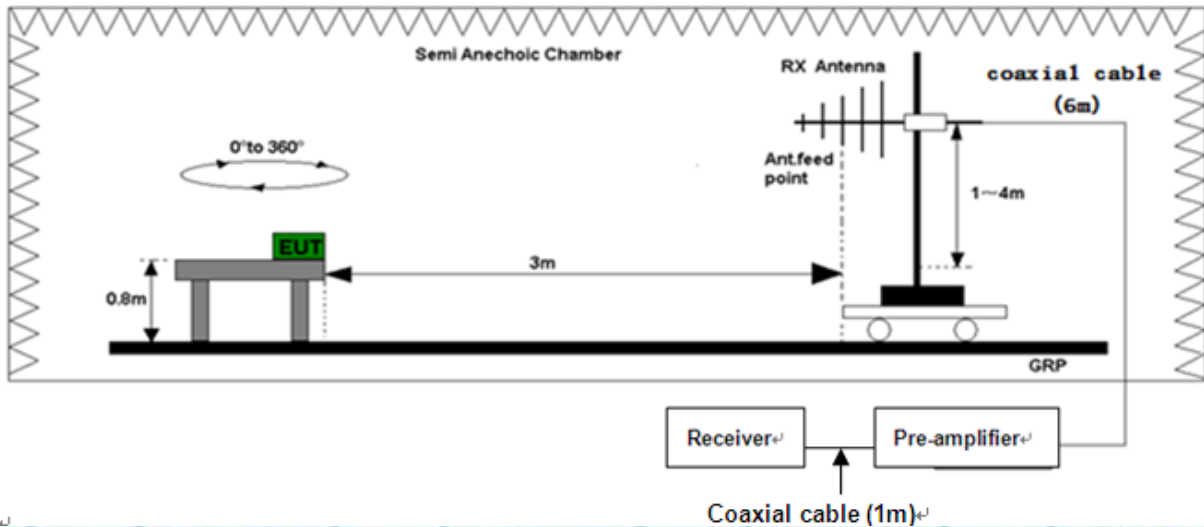 Semi Anechoic Chamber
RX Antenna
coaxial cable
(6m)
0°to 360°
Ant.feed
point
1～4m
EUT
3m
0.8m
GRP
Receiver↵
Pre-amplifier↵
Coaxial cable (1m)↵
↵